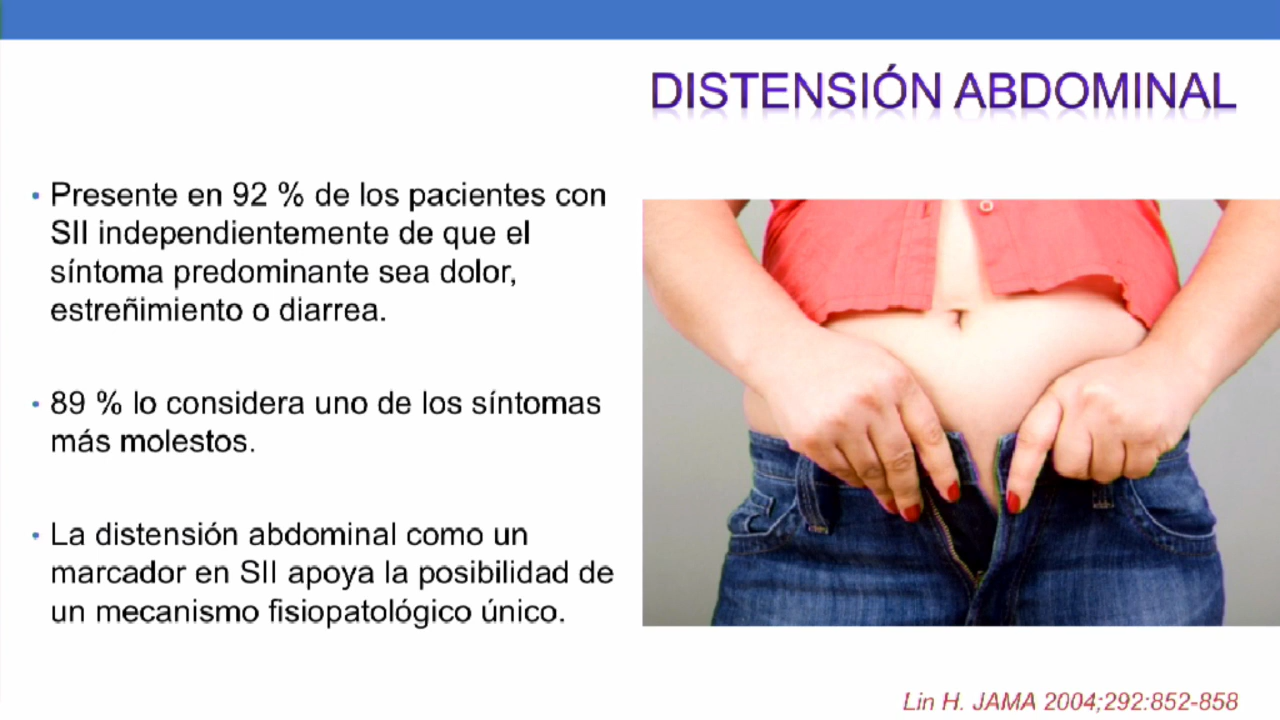 DISTENSIÓN ABDOMINAL
• Presente en 92 % de los pacientes con
SII independientemente de que el
síntoma predominante sea dolor,
estreñimiento o diarrea.
• 89 % lo considera uno de los síntomas
más molestos.
• La distensión abdominal como un
marcador en SII apoya la posibilidad de
un mecanismo fisiopatológico único.
Lin H. JAMA 2004;292:852-858